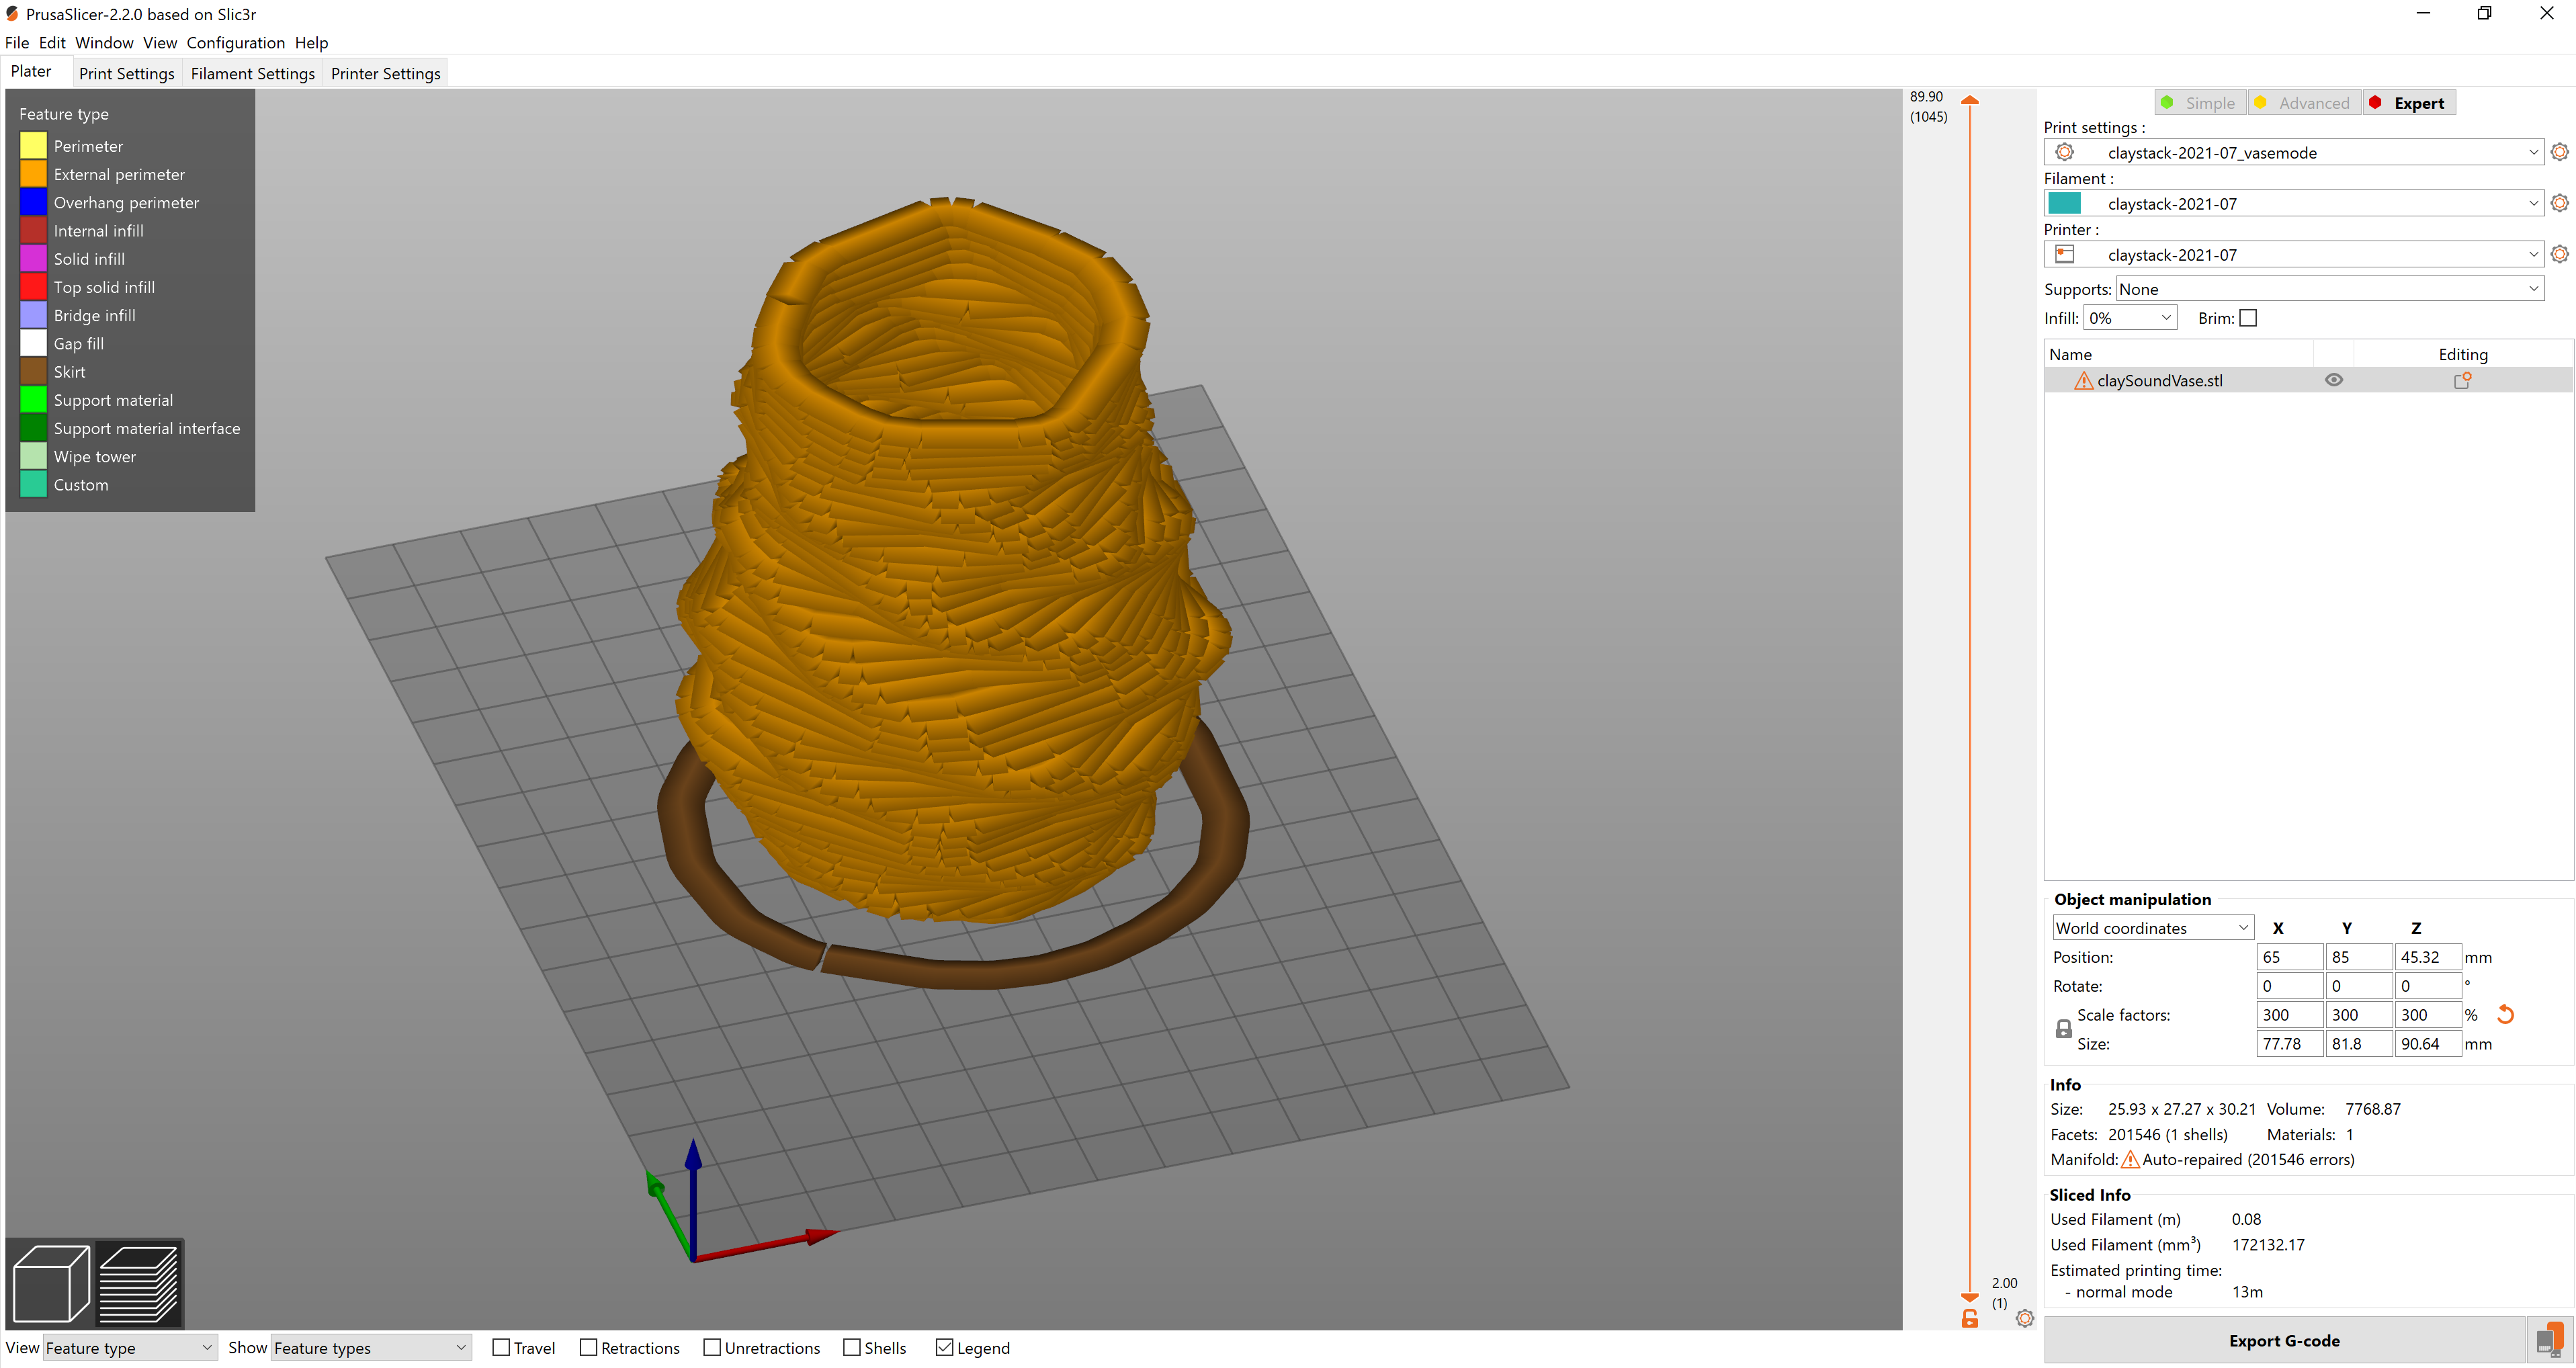 PrusaSlicer-2.2.0 based on Slic3r
File Edit Window View Configuration Help
Plater Print Settings Filament Settings Printer Settings
Feature type
Perimeter
External perimeter
Overhang perimeter
Internal infill
Solid infill
Top solid infill
Bridge infill
Gap fill
Skirt
Support material
Support material interface
Wipe tower
Custom
89.90
(1045)
2.00
(1)
Simple Advanced Expert
Print settings :
claystack-2021-07_vasemode
Filament :
claystack-2021-07
Printer :
claystack-2021-07
Supports: None
Infill: 0% Brim:
Name Editing
claySoundVase.stl
Object manipulation
World coordinates X Y Z
Position: 65 85 45.32 mm
Rotate: 0 0 0 °
Scale factors: 300 300 300 %
Size: 77.78 81.8 90.64 mm
Info
Size: 25.93 x 27.27 x 30.21 Volume: 7768.87
Facets: 201546 (1 shells) Materials: 1
Manifold: Auto-repaired (201546 errors)
Sliced Info
Used Filament (m) 0.08
Used Filament (mm³) 172132.17
Estimated printing time:
- normal mode 13m
Export G-code
View Feature type Show Feature types Travel Retractions Unretractions Shells Legend